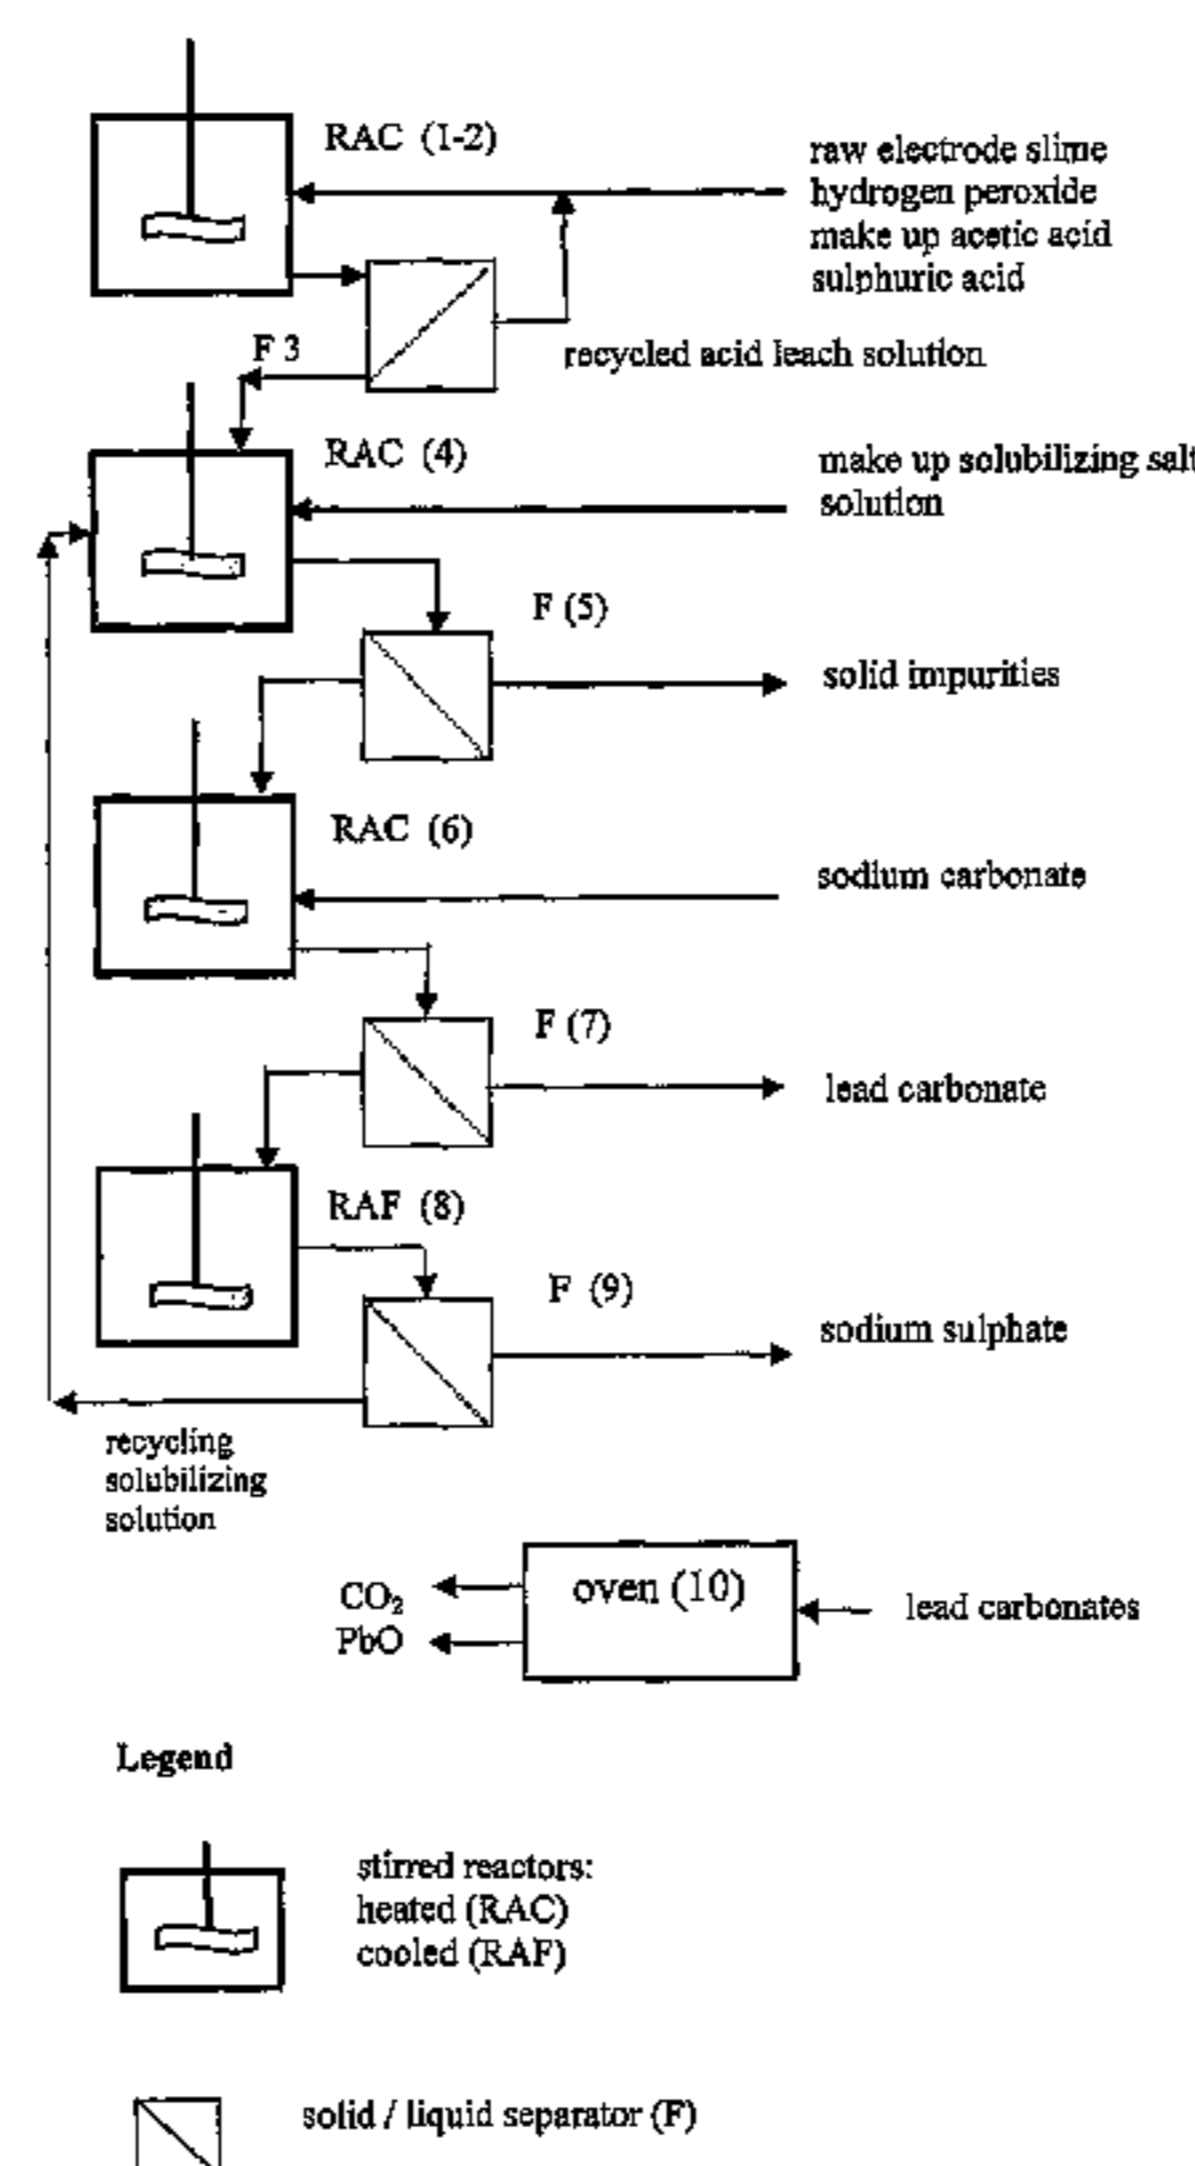 RAC (1-2)
raw electrode slime
hydrogen peroxide
make up acetic acid
sulphuric acid
F 3
recycled acid leach solution
RAC (4)
make up solubilizing salt
solution
F (5)
solid impurities
RAC (6)
sodium carbonate
F (7)
lead carbonate
RAF (8)
F (9)
sodium sulphate
recycling
solubilizing
solution
CO₂
PbO
oven (10)
lead carbonates
Legend
stirred reactors:
heated (RAC)
cooled (RAF)
solid / liquid separator (F)